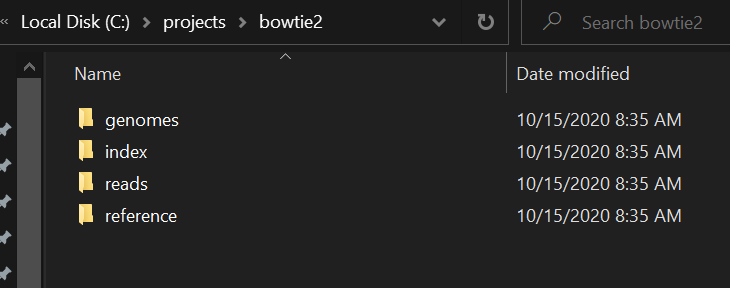 Local Disk (C:) projects bowtie2 Search bowtie2
Name Date modified
genomes 10/15/2020 8:35 AM
index 10/15/2020 8:35 AM
reads 10/15/2020 8:35 AM
reference 10/15/2020 8:35 AM